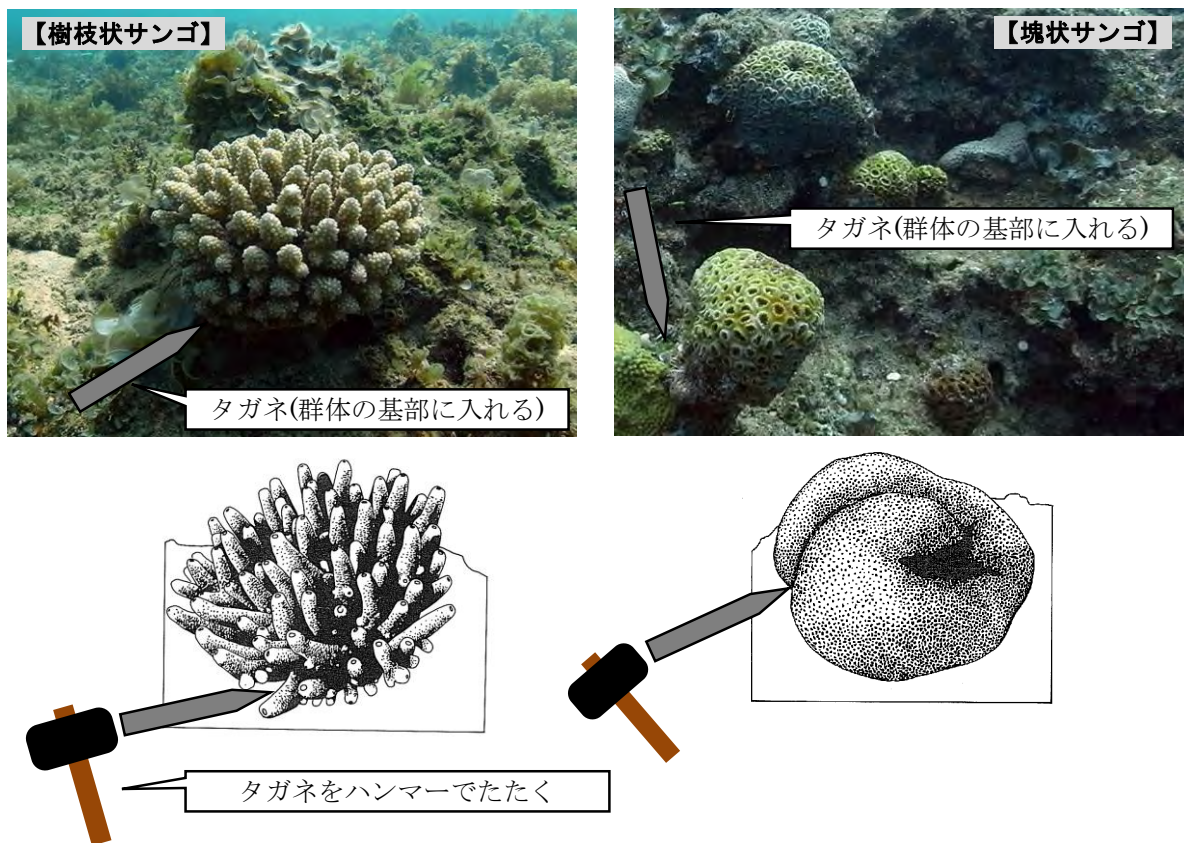 【樹枝状サンゴ】
【塊状サンゴ】
タガネ(群体の基部に入れる)
タガネ(群体の基部に入れる)
タガネをハンマーでたたく